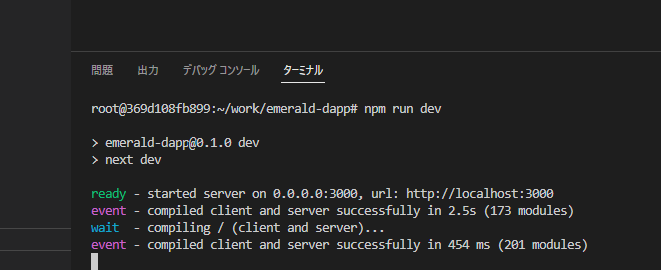 問題 出力 デバッグ コンソール ターミナル
root@369d108fb899:~/work/emerald-dapp# npm run dev
> emerald-dapp@0.1.0 dev
> next dev
ready - started server on 0.0.0.0:3000, url: http://localhost:3000
event - compiled client and server successfully in 2.5s (173 modules)
wait - compiling / (client and server)...
event - compiled client and server successfully in 454 ms (201 modules)